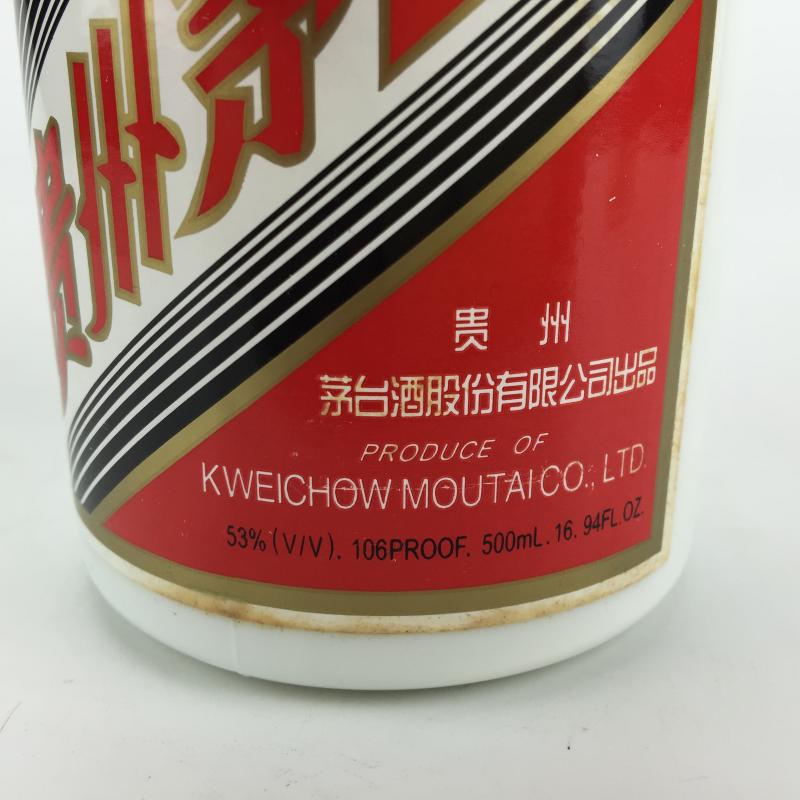 贵州茅
贵 州
茅台酒股份有限公司出品
PRODUCE OF
KWEICHOW MOUTAI CO., LTD.
53% (V/V). 106PROOF. 500mL. 16. 94FL.OZ.